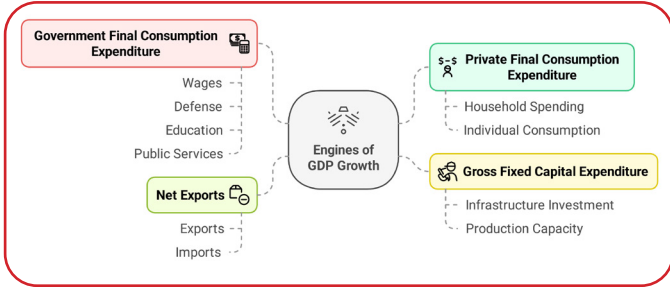 Government Final Consumption
Expenditure
Wages
Defense
Education
Public Services
Net Exports
Exports
Imports
Engines of
GDP Growth
$-$
Private Final Consumption
Expenditure
Household Spending
Individual Consumption
Gross Fixed Capital Expenditure
Infrastructure Investment
Production Capacity